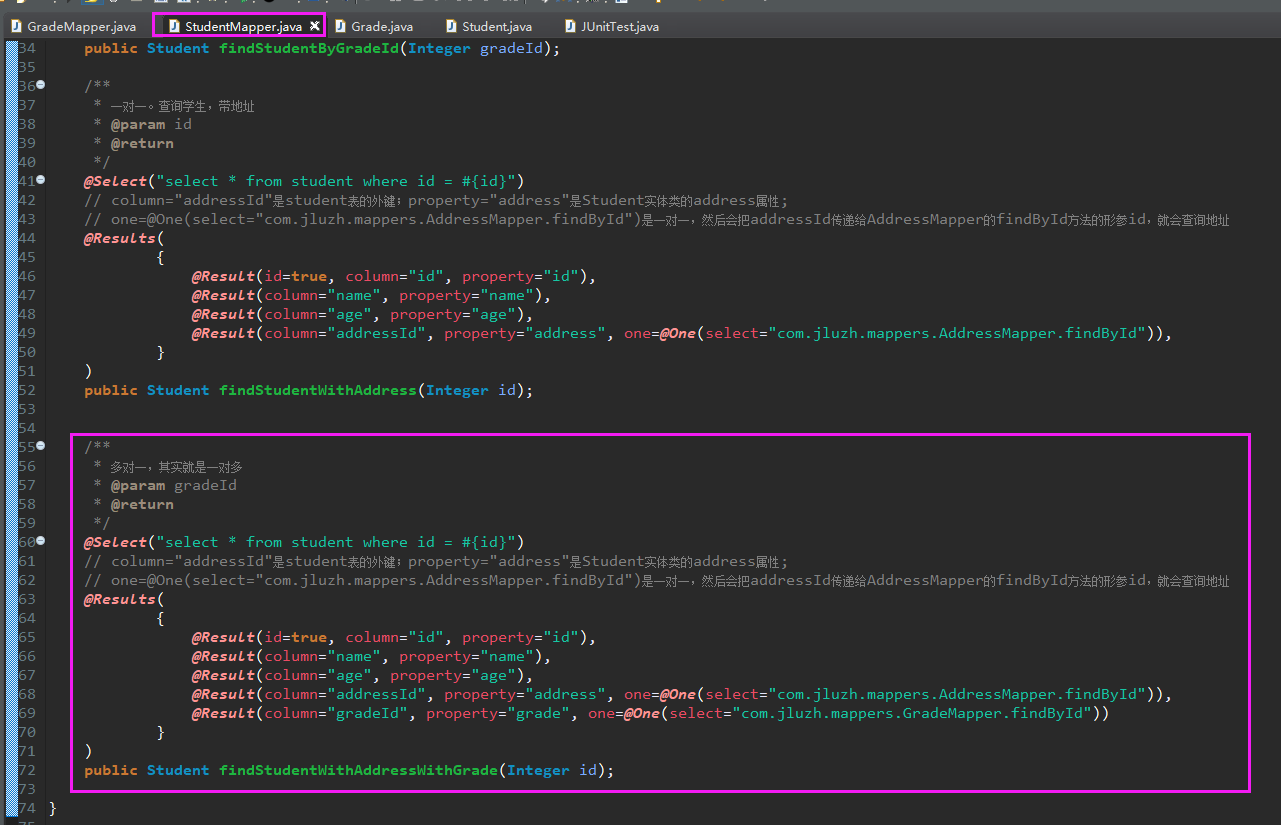 GradeMapper.java StudentMapper.java Grade.java Student.java JUnitTest.java
34 public Student findStudentByGradeId(Integer gradeId);
35
36 /**
37 * 一对一。查询学生，带地址
38 * @param id
39 * @return
40 */
41 @Select("select * from student where id = #{id}")
42 // column="addressId"是student表的外键；property="address"是Student实体类的address属性;
43 // one=@One(select="com.jluzh.mappers.AddressMapper.findById")是一对一，然后会把addressId传递给AddressMapper的findById方法的形参id，就会查询地址
44 @Results(
45 {
46 @Result(id=true, column="id", property="id"),
47 @Result(column="name", property="name"),
48 @Result(column="age", property="age"),
49 @Result(column="addressId", property="address", one=@One(select="com.jluzh.mappers.AddressMapper.findById")),
50 }
51 )
52 public Student findStudentWithAddress(Integer id);
53
54
55 /**
56 * 多对一，其实就是一对多
57 * @param gradeId
58 * @return
59 */
60 @Select("select * from student where id = #{id}")
61 // column="addressId"是student表的外键；property="address"是Student实体类的address属性;
62 // one=@One(select="com.jluzh.mappers.AddressMapper.findById")是一对一，然后会把addressId传递给AddressMapper的findById方法的形参id，就会查询地址
63 @Results(
64 {
65 @Result(id=true, column="id", property="id"),
66 @Result(column="name", property="name"),
67 @Result(column="age", property="age"),
68 @Result(column="addressId", property="address", one=@One(select="com.jluzh.mappers.AddressMapper.findById")),
69 @Result(column="gradeId", property="grade", one=@One(select="com.jluzh.mappers.GradeMapper.findById"))
70 }
71 )
72 public Student findStudentWithAddressWithGrade(Integer id);
73
74 }